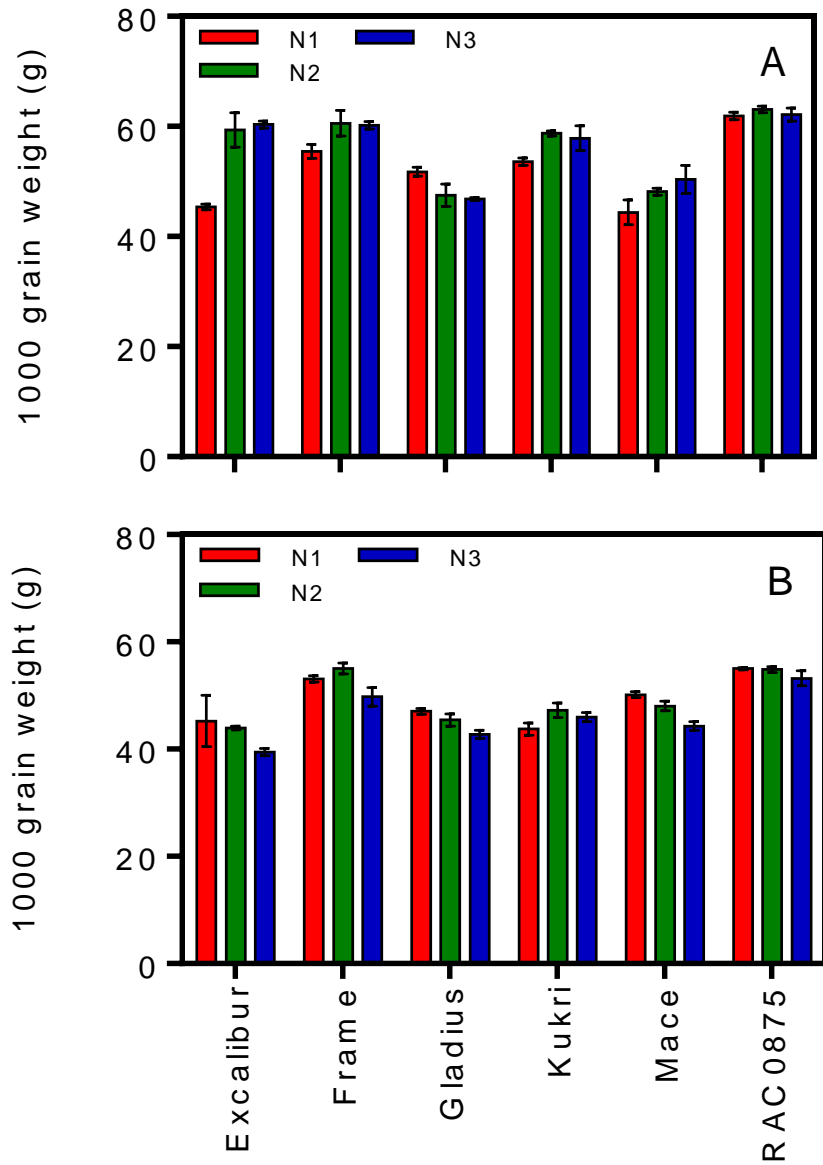 1000 grain weight (g)
80
60
40
20
0
N1
N3
N2
A
1000 grain weight (g)
80
60
40
20
0
N1
N3
N2
B
Excalibur
Frame
Gladius
Kukri
Mace
RAC0875